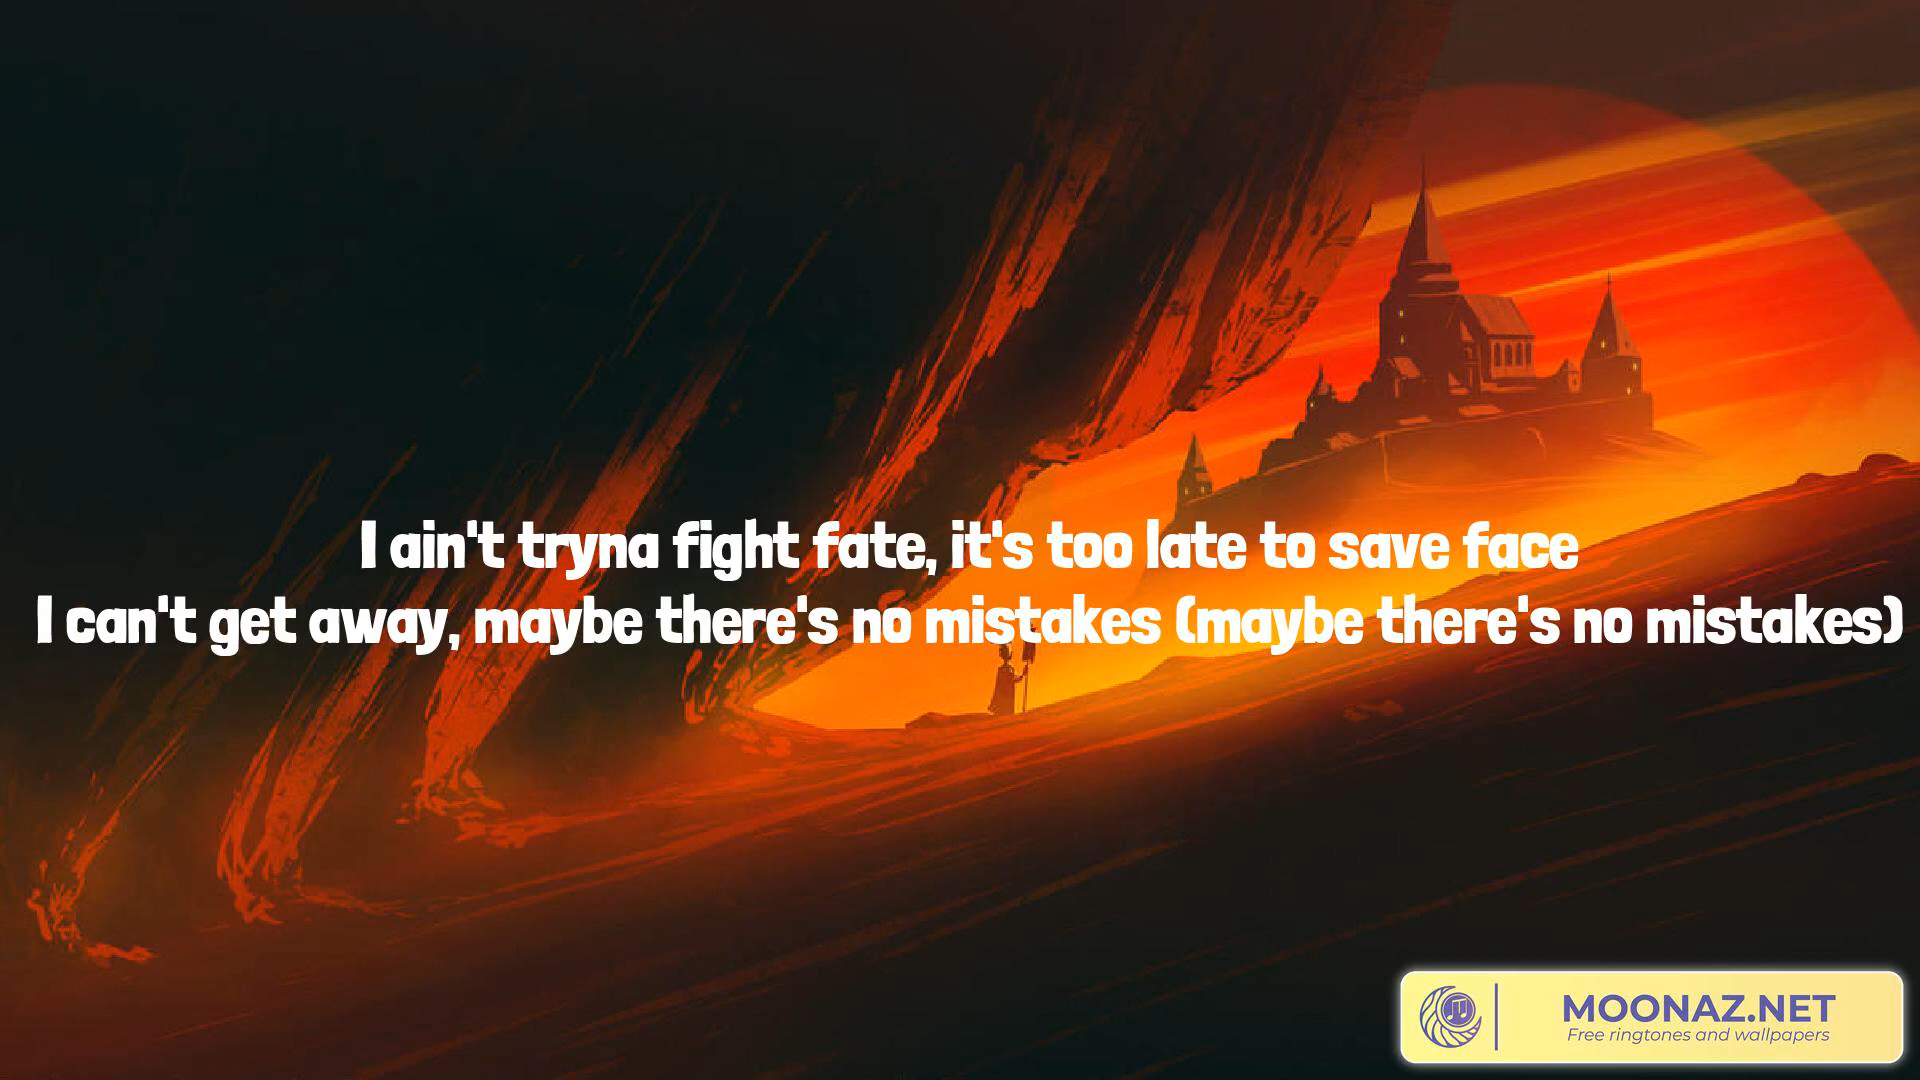 I ain't tryna fight fate, it's too late to save face
I can't get away, maybe there's no mistakes (maybe there's no mistakes)
MOONAZ.NET
Free ringtones and wallpapers